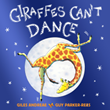 GIRAFFES CAN'T
DANCE
GILES ANDREAE GUY PARKER-REES